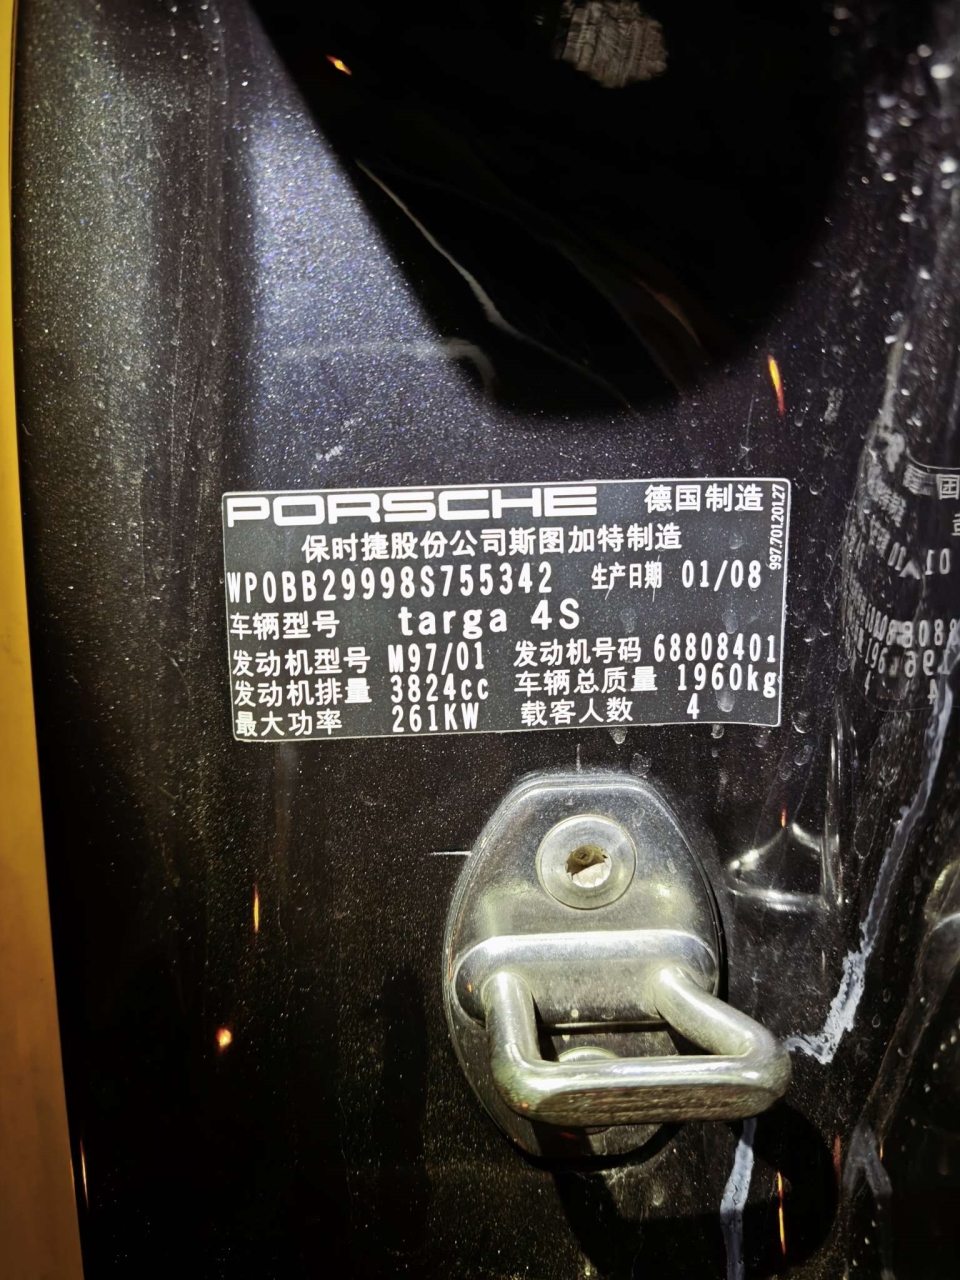 PORSCHE 德国制造
997.701.201.27
保时捷股份公司斯图加特制造
WP0BB29998S755342 生产日期 01/08
车辆型号 targa 4S
发动机型号 M97/01 发动机号码 68808401
发动机排量 3824cc 车辆总质量 1960kg
最大功率 261KW 载客人数 4